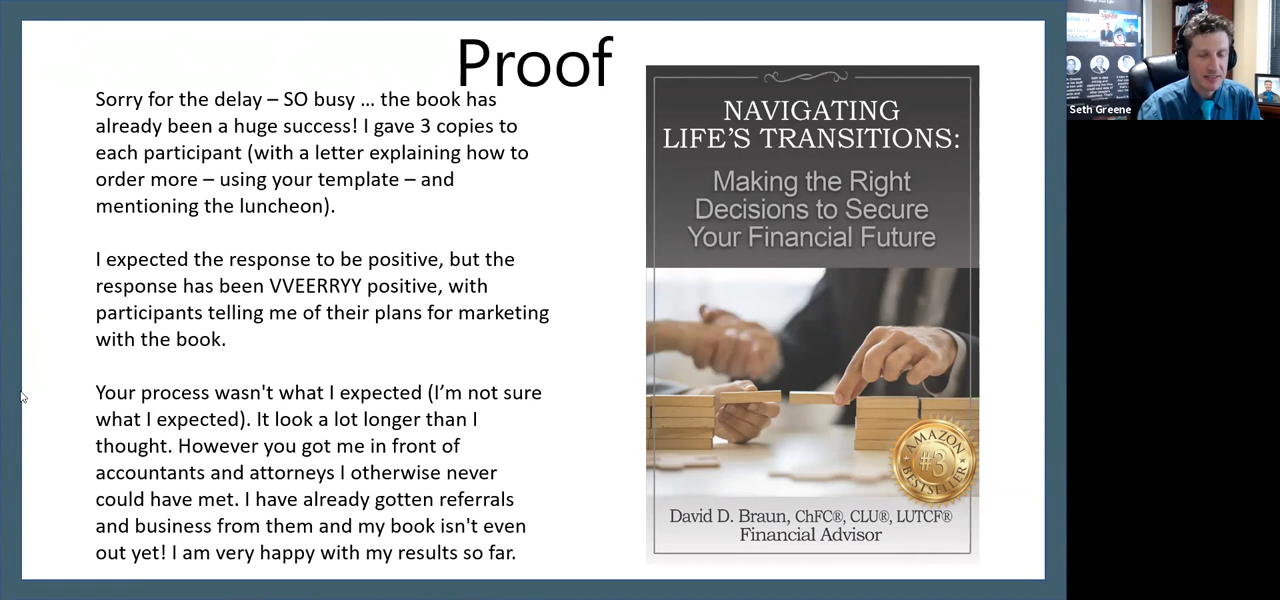 Proof
Sorry for the delay – SO busy … the book has
already been a huge success! I gave 3 copies to
each participant (with a letter explaining how to
order more – using your template – and
mentioning the luncheon).
I expected the response to be positive, but the
response has been VVEERRYY positive, with
participants telling me of their plans for marketing
with the book.
Your process wasn't what I expected (I’m not sure
what I expected). It look a lot longer than I
thought. However you got me in front of
accountants and attorneys I otherwise never
could have met. I have already gotten referrals
and business from them and my book isn't even
out yet! I am very happy with my results so far.
NAVIGATING
LIFE’S TRANSITIONS:
Making the Right
Decisions to Secure
Your Financial Future
AMAZON
#3
BESTSELLER
David D. Braun, ChFC®, CLU®, LUTCF®
Financial Advisor
Seth Greene